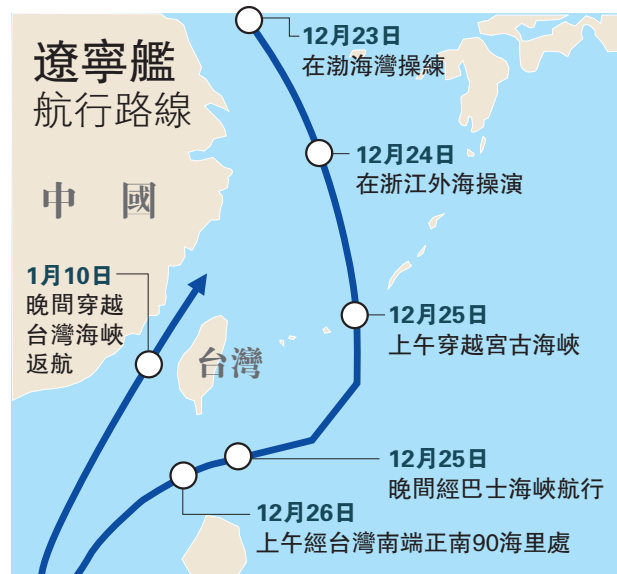 遼寧艦
航行路線
12月23日
在渤海灣操練
12月24日
在浙江外海操演
中國
1月10日
晚間穿越
台灣海峽
返航
12月25日
上午穿越宮古海峽
台灣
12月25日
晚間經巴士海峽航行
12月26日
上午經台灣南端正南90海里處